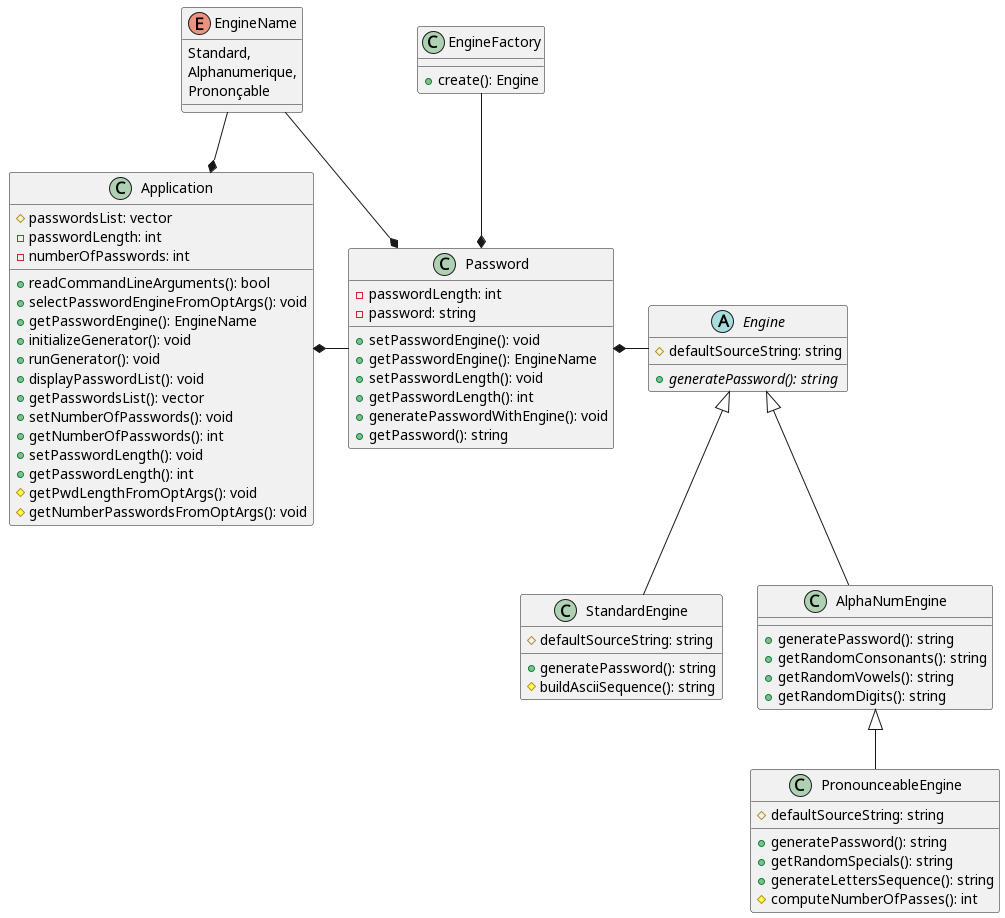 E EngineName
Standard,
Alphanumerique,
Prononçable
C EngineFactory
create(): Engine
C Application
passwordsList: vector
passwordLength: int
numberOfPasswords: int
readCommandLineArguments(): bool
selectPasswordEngineFromOptArgs(): void
getPasswordEngine(): EngineName
initializeGenerator(): void
runGenerator(): void
displayPasswordList(): void
getPasswordsList(): vector
setNumberOfPasswords(): void
getNumberOfPasswords(): int
setPasswordLength(): void
getPasswordLength(): int
getPwdLengthFromOptArgs(): void
getNumberPasswordsFromOptArgs(): void
C Password
passwordLength: int
password: string
setPasswordEngine(): void
getPasswordEngine(): EngineName
setPasswordLength(): void
getPasswordLength(): int
generatePasswordWithEngine(): void
getPassword(): string
A Engine
defaultSourceString: string
generatePassword(): string
C StandardEngine
defaultSourceString: string
generatePassword(): string
buildAsciiSequence(): string
C AlphaNumEngine
generatePassword(): string
getRandomConsonants(): string
getRandomVowels(): string
getRandomDigits(): string
C PronounceableEngine
defaultSourceString: string
generatePassword(): string
getRandomSpecials(): string
generateLettersSequence(): string
computeNumberOfPasses(): int